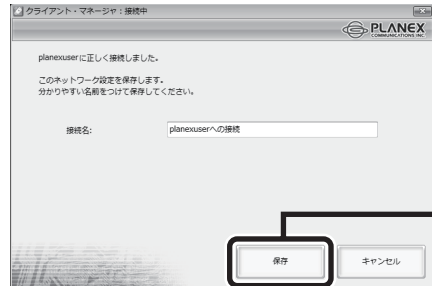 クライアント・マネージャ：接続中
PLANEX
COMMUNICATIONS INC.
planexuserに正しく接続しました。
このネットワーク設定を保存します。
分かりやすい名前をつけて保存してください。
接続名: planexuserへの接続
保存 キャンセル